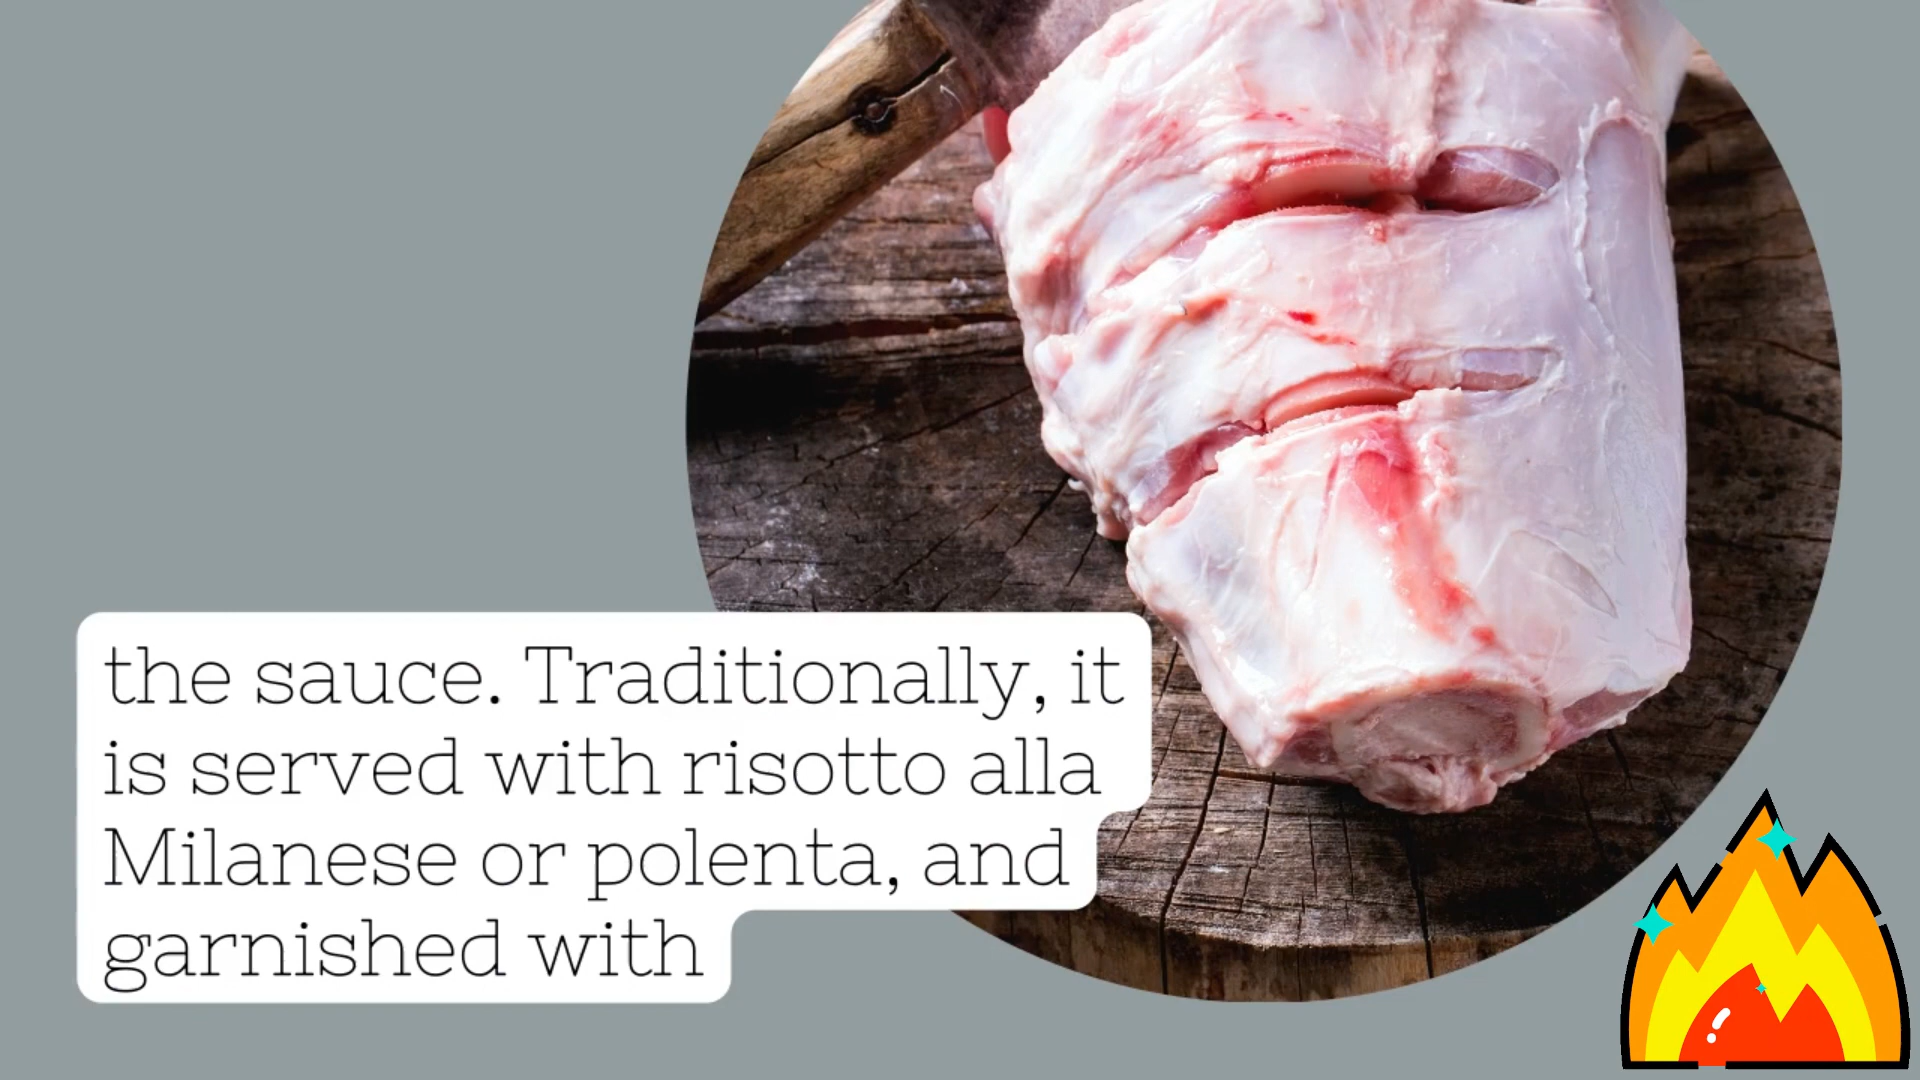 the sauce. Traditionally, it
is served with risotto alla
Milanese or polenta, and
garnished with